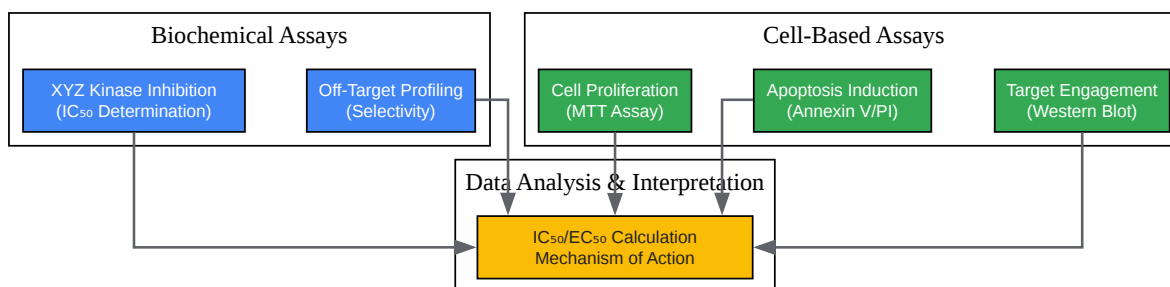 Biochemical Assays
XYZ Kinase Inhibition
(IC₅₀ Determination)
Off-Target Profiling
(Selectivity)
Cell-Based Assays
Cell Proliferation
(MTT Assay)
Apoptosis Induction
(Annexin V/PI)
Target Engagement
(Western Blot)
Data Analysis & Interpretation
IC₅₀/EC₅₀ Calculation
Mechanism of Action